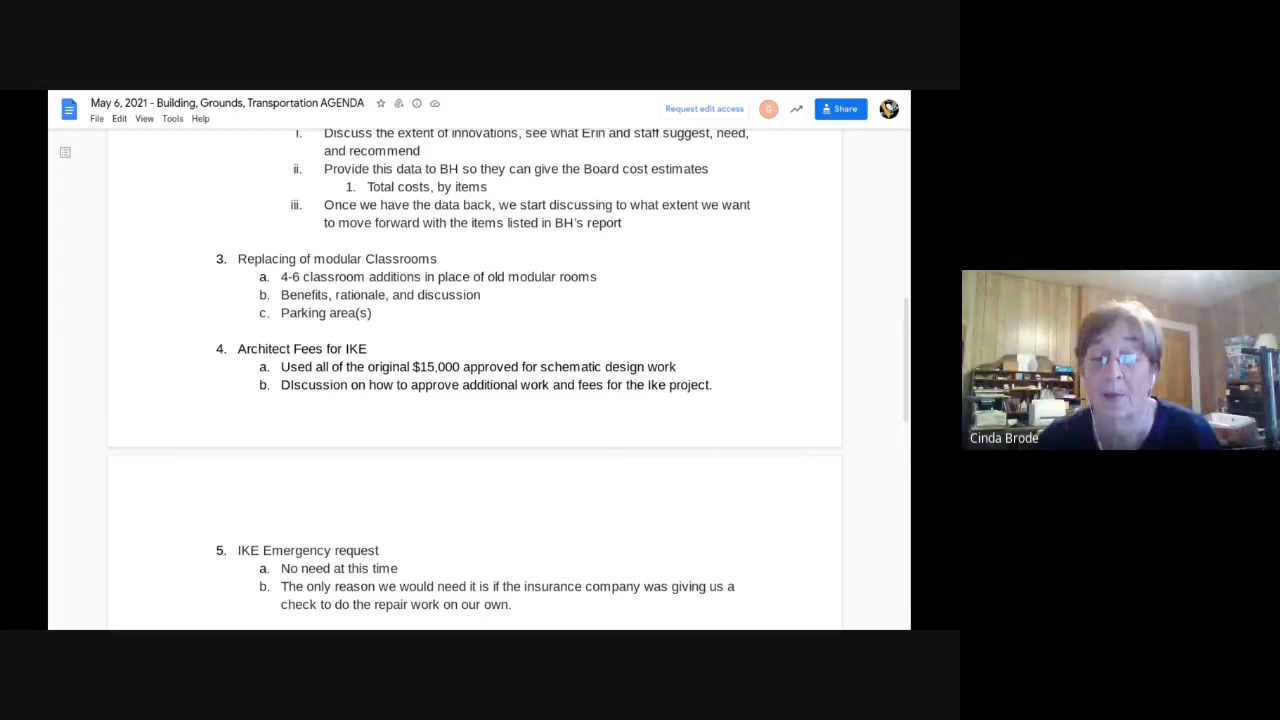 May 6, 2021 - Building, Grounds, Transportation AGENDA
File Edit View Tools Help
Request edit access
G
Share
i. Discuss the extent of innovations, see what Erin and staff suggest, need,
and recommend
ii. Provide this data to BH so they can give the Board cost estimates
1. Total costs, by items
iii. Once we have the data back, we start discussing to what extent we want
to move forward with the items listed in BH's report
3. Replacing of modular Classrooms
a. 4-6 classroom additions in place of old modular rooms
b. Benefits, rationale, and discussion
c. Parking area(s)
4. Architect Fees for IKE
a. Used all of the original $15,000 approved for schematic design work
b. DIscussion on how to approve additional work and fees for the Ike project.
5. IKE Emergency request
a. No need at this time
b. The only reason we would need it is if the insurance company was giving us a
check to do the repair work on our own.
Cinda Brode